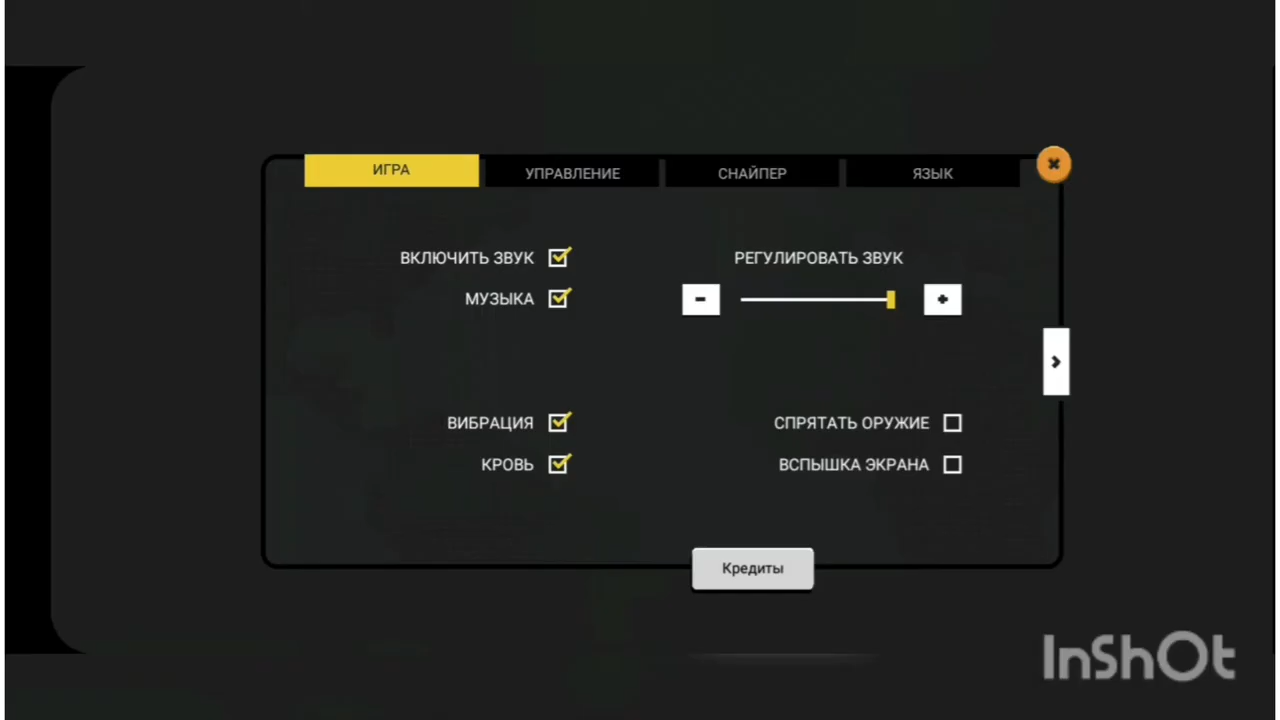 ИГРА
УПРАВЛЕНИЕ
СНАЙПЕР
ЯЗЫК
ВКЛЮЧИТЬ ЗВУК
РЕГУЛИРОВАТЬ ЗВУК
МУЗЫКА
ВИБРАЦИЯ
СПРЯТАТЬ ОРУЖИЕ
КРОВЬ
ВСПЫШКА ЭКРАНА
Кредиты
InShOt